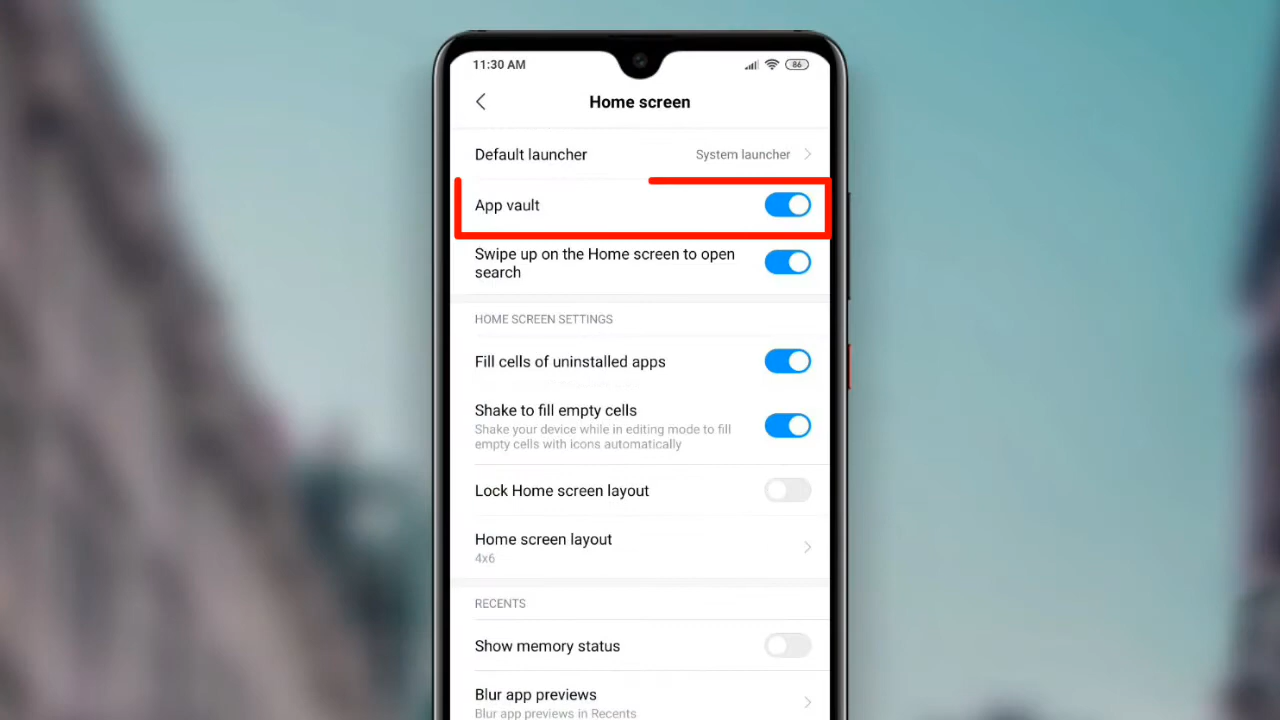 11:30 AM
86
Home screen
Default launcher
System launcher
App vault
Swipe up on the Home screen to open
search
HOME SCREEN SETTINGS
Fill cells of uninstalled apps
Shake to fill empty cells
Shake your device while in editing mode to fill
empty cells with icons automatically
Lock Home screen layout
Home screen layout
4x6
RECENTS
Show memory status
Blur app previews
Blur app previews in Recents